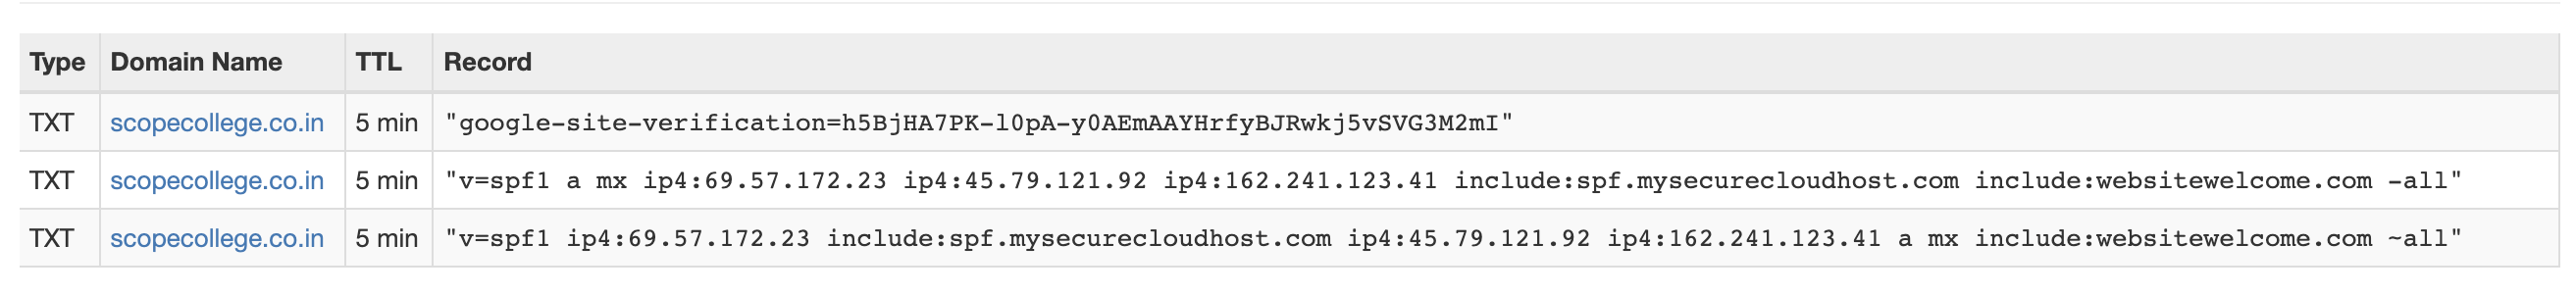 Type Domain Name TTL Record
TXT scopecollege.co.in 5 min "google-site-verification=h5BjHA7PK-l0pA-y0AEmAAYHrfyBJRwkj5vSVG3M2mI"
TXT scopecollege.co.in 5 min "v=spf1 a mx ip4:69.57.172.23 ip4:45.79.121.92 ip4:162.241.123.41 include:spf.mysecurecloudhost.com include:websitewelcome.com -all"
TXT scopecollege.co.in 5 min "v=spf1 ip4:69.57.172.23 include:spf.mysecurecloudhost.com ip4:45.79.121.92 ip4:162.241.123.41 a mx include:websitewelcome.com ~all"